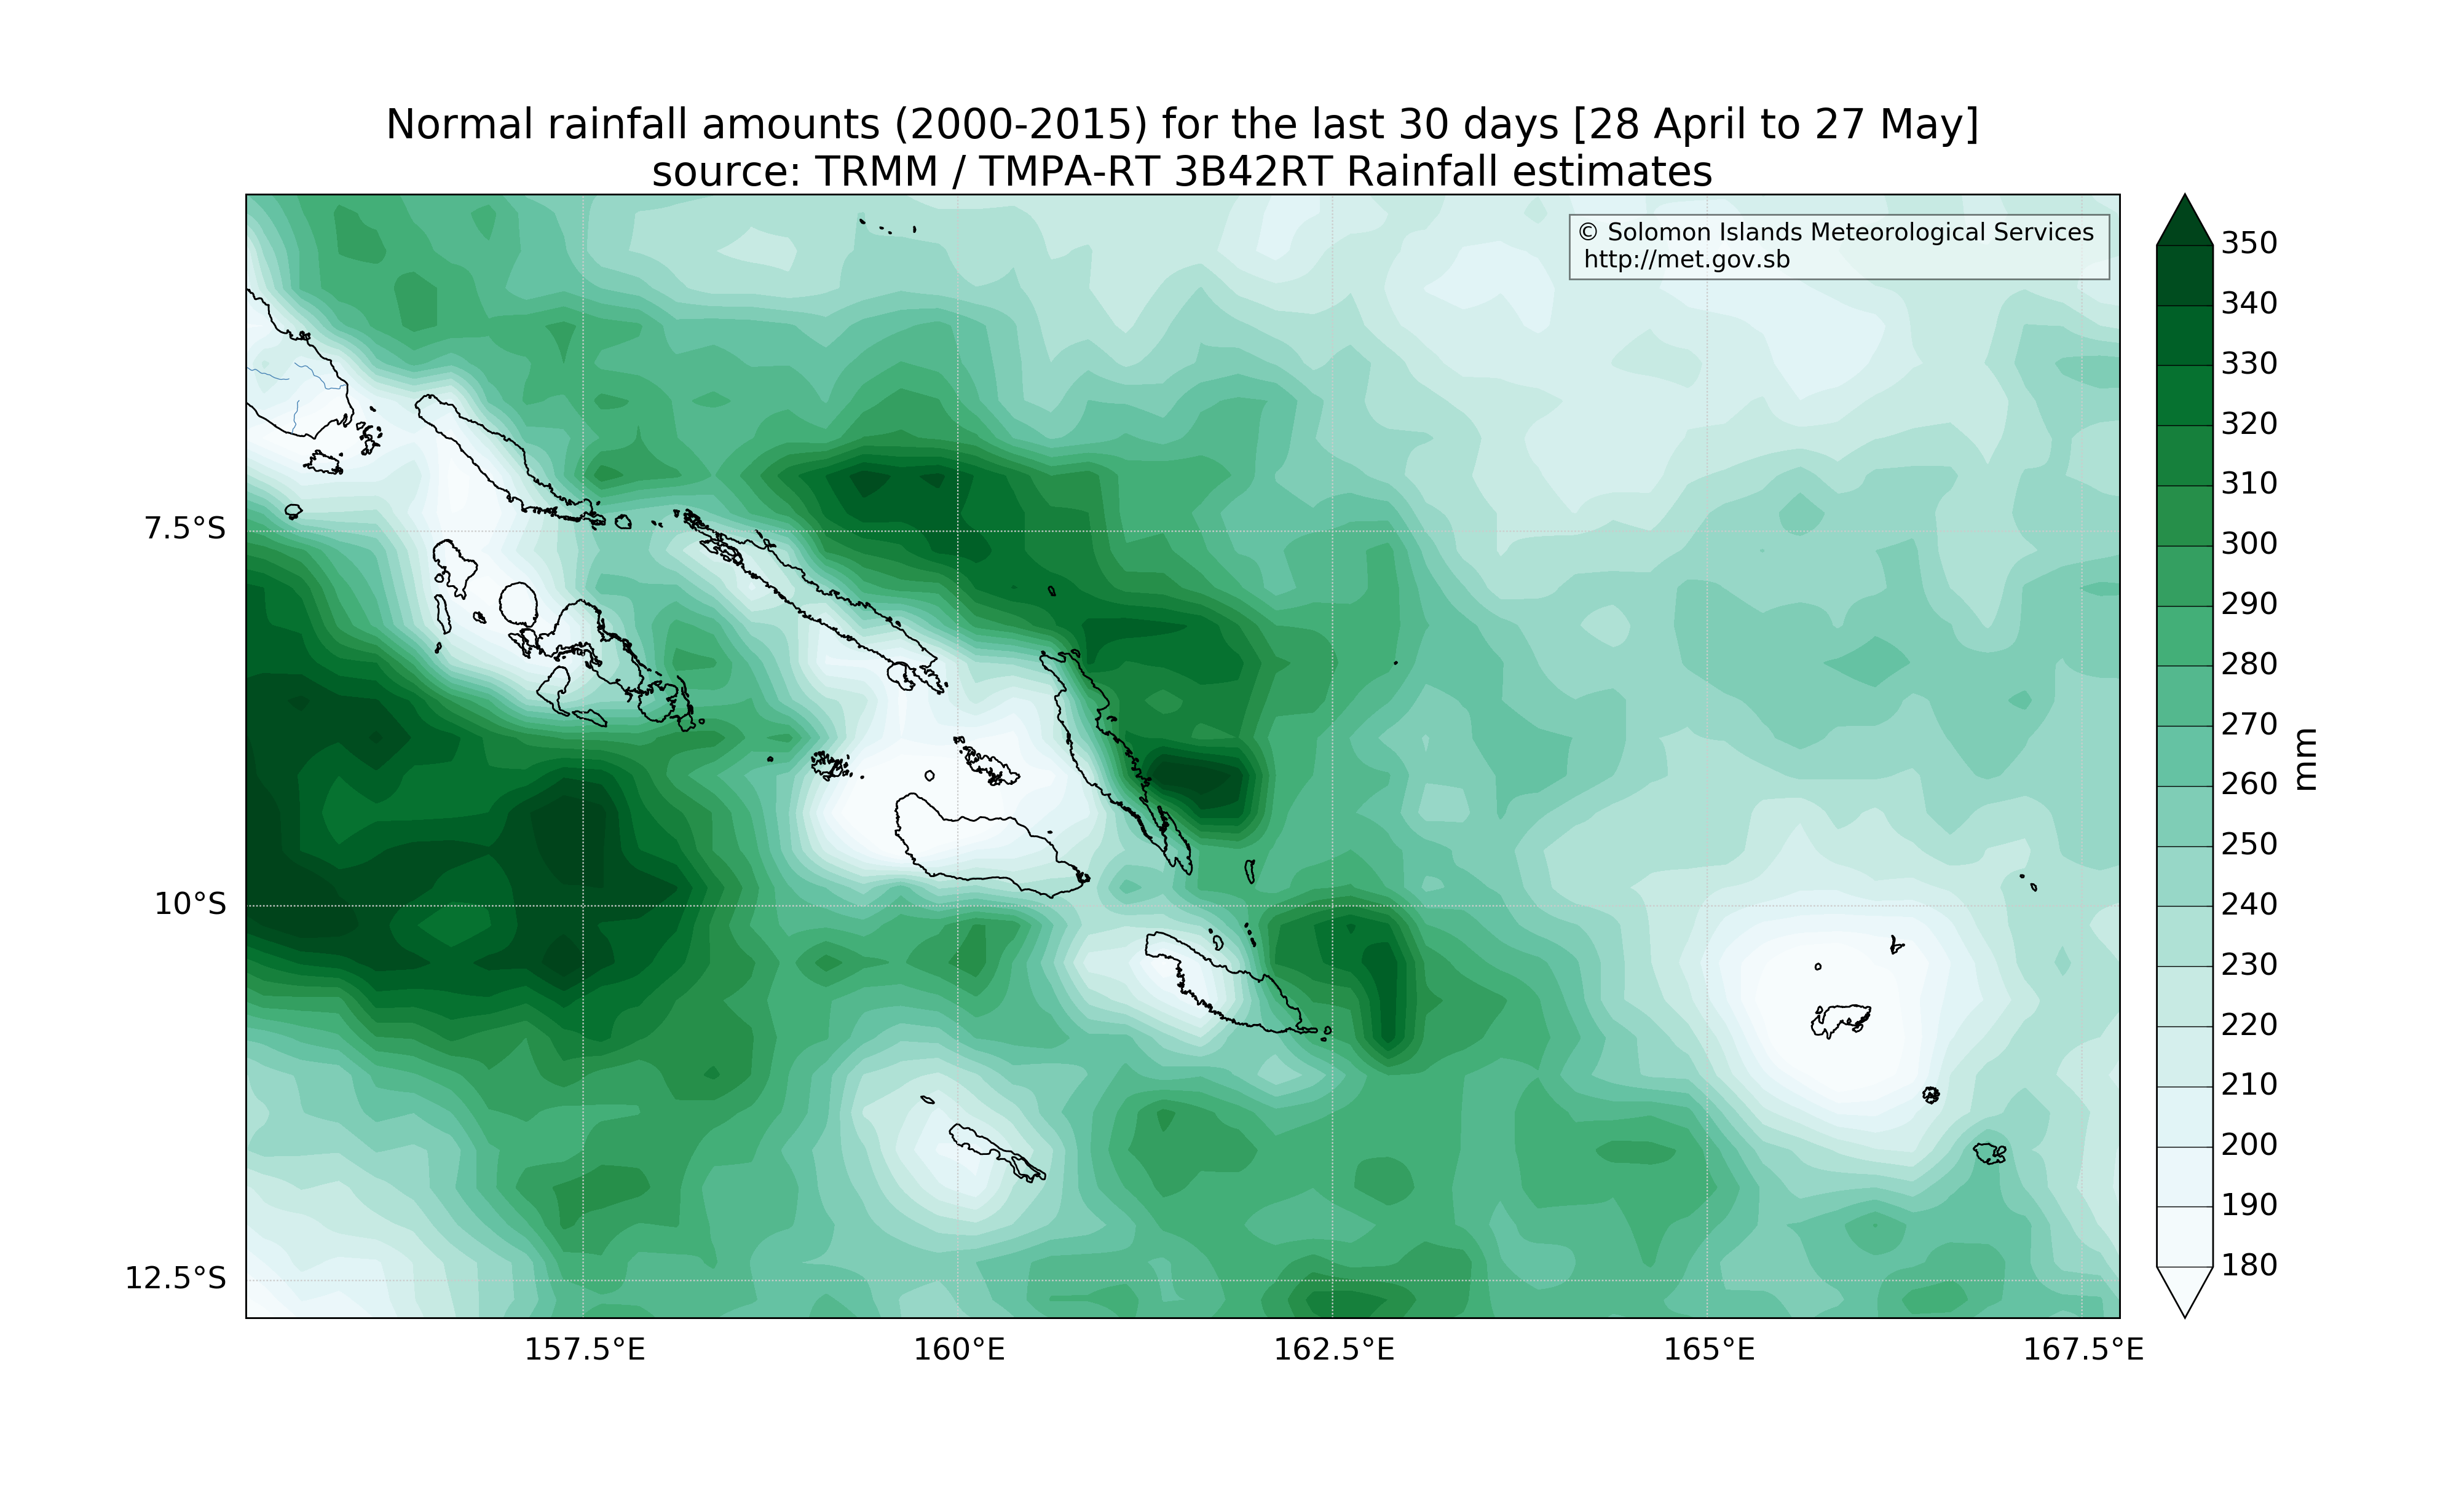 Normal rainfall amounts (2000-2015) for the last 30 days [28 April to 27 May]
source: TRMM / TMPA-RT 3B42RT Rainfall estimates
© Solomon Islands Meteorological Services
http://met.gov.sb
7.5°S
10°S
12.5°S
157.5°E
160°E
162.5°E
165°E
167.5°E
350
340
330
320
310
300
290
280
270
260
250
240
230
220
210
200
190
180
mm